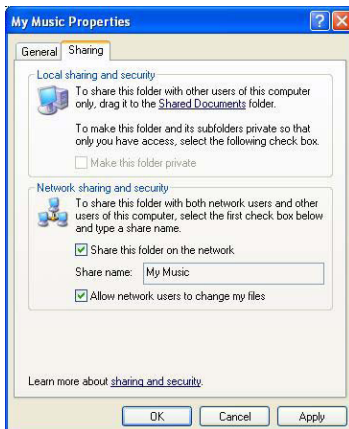 My Music Properties
General Sharing
Local sharing and security
To share this folder with other users of this computer
only, drag it to the Shared Documents folder.
To make this folder and its subfolders private so that
only you have access, select the following check box.
Make this folder private
Network sharing and security
To share this folder with both network users and other
users of this computer, select the first check box below
and type a share name.
Share this folder on the network
Share name: My Music
Allow network users to change my files
Learn more about sharing and security.
OK Cancel Apply